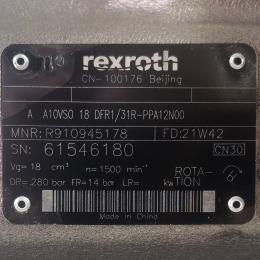 rexroth
CN-100176 Beijing
A A10VSO 18 DFR1/31R-PPA12N00
MNR: R910945178 FD: 21W42
SN: 61546180 CN30
Vg= 18 cm³ n= 1500 min⁻¹ ROTA-
DR= 280 bar FR= 14 bar LR= kw TION
Made in China